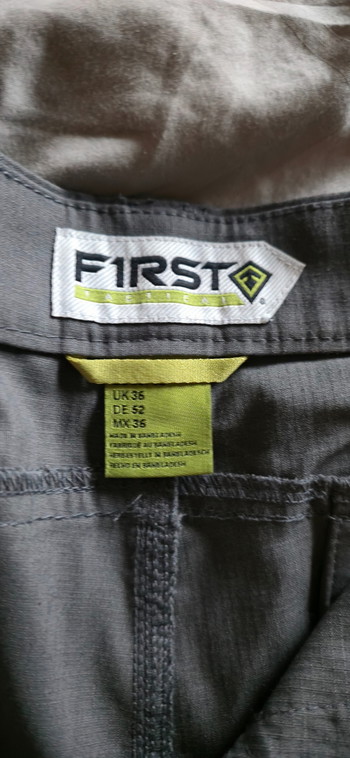 F1RST
TACTICAL
®
UK 36
DE 52
MX 36
MADE IN BANGLADESH
FABRIQUÉ AU BANGLADESH
HERGESTELLT IN BANGLADESCH
HECHO EN BANGLADESH